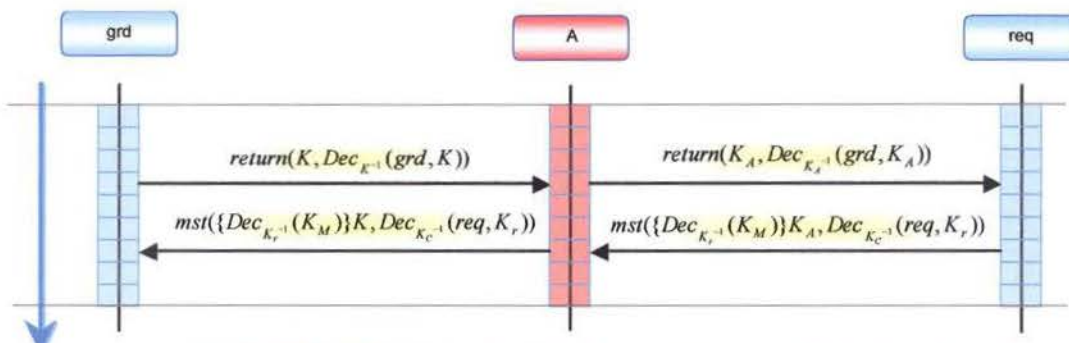 grd
A
req
return(K, Dec_{K^{-1}}(grd, K))
return(K_A, Dec_{K_A^{-1}}(grd, K_A))
mst({Dec_{K_r^{-1}}(K_M)}K, Dec_{K_C^{-1}}(req, K_r))
mst({Dec_{K_r^{-1}}(K_M)}K_A, Dec_{K_C^{-1}}(req, K_r))